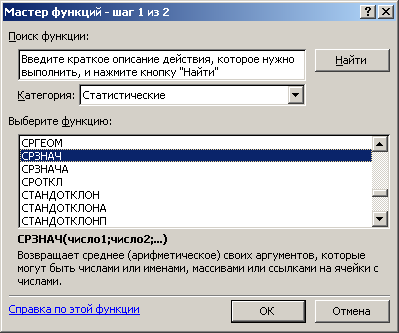 Мастер функций - шаг 1 из 2
Поиск функции:
Введите краткое описание действия, которое нужно
выполнить, и нажмите кнопку "Найти"
Найти
Категория: Статистические
Выберите функцию:
СРГЕОМ
СРЗНАЧ
СРЗНАЧА
СРОТКЛ
СТАНДОТКЛОН
СТАНДОТКЛОНА
СТАНДОТКЛОНП
СРЗНАЧ(число1;число2;...)
Возвращает среднее (арифметическое) своих аргументов, которые
могут быть числами или именами, массивами или ссылками на ячейки с
числами.
Справка по этой функции
ОК
Отмена